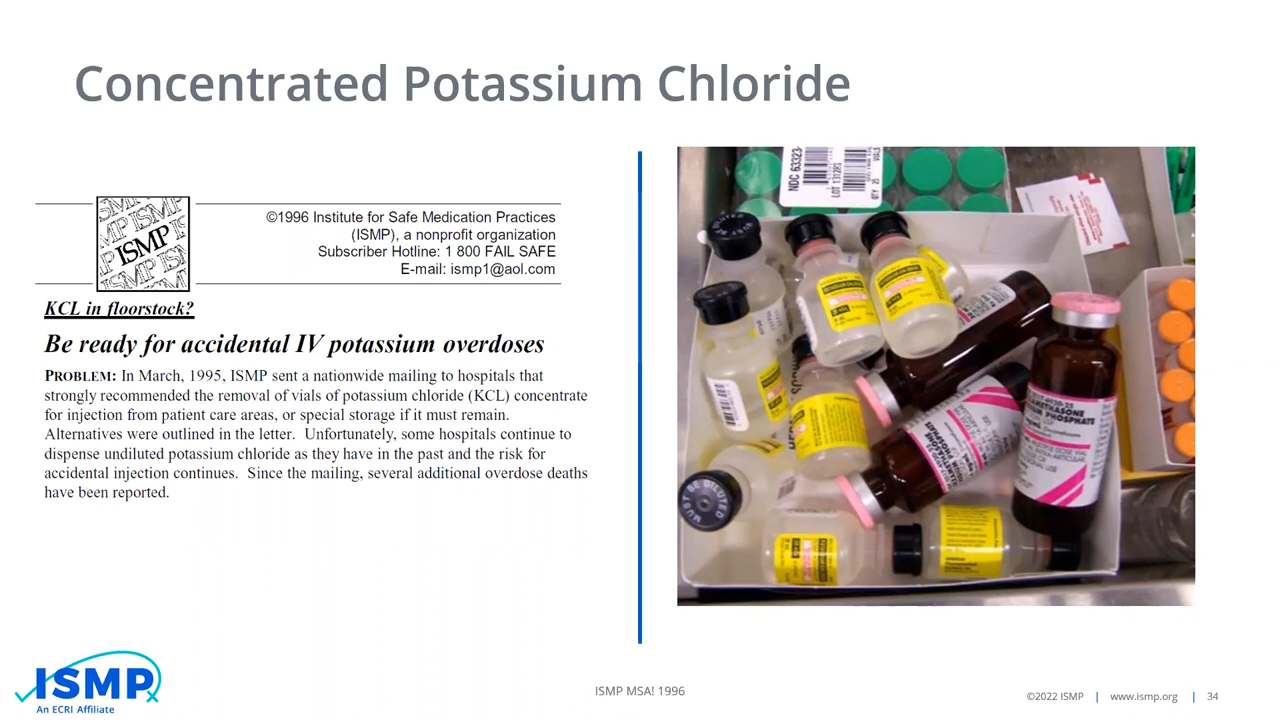 Concentrated Potassium Chloride
ISMP
©1996 Institute for Safe Medication Practices
(ISMP), a nonprofit organization
Subscriber Hotline: 1 800 FAIL SAFE
E-mail: ismp1@aol.com
KCL in floorstock?
Be ready for accidental IV potassium overdoses
PROBLEM: In March, 1995, ISMP sent a nationwide mailing to hospitals that
strongly recommended the removal of vials of potassium chloride (KCL) concentrate
for injection from patient care areas, or special storage if it must remain.
Alternatives were outlined in the letter. Unfortunately, some hospitals continue to
dispense undiluted potassium chloride as they have in the past and the risk for
accidental injection continues. Since the mailing, several additional overdose deaths
have been reported.
NDC 63323-
QTY 25 VIALS
MUST BE DILUTED
ISMP
An ECRI Affiliate
ISMP MSA! 1996
©2022 ISMP | www.ismp.org | 34